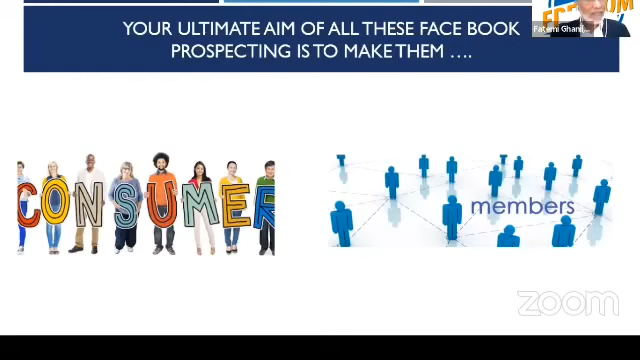 YOUR ULTIMATE AIM OF ALL THESE FACE BOOK
PROSPECTING IS TO MAKE THEM ….
CONSUMER
members
zoom